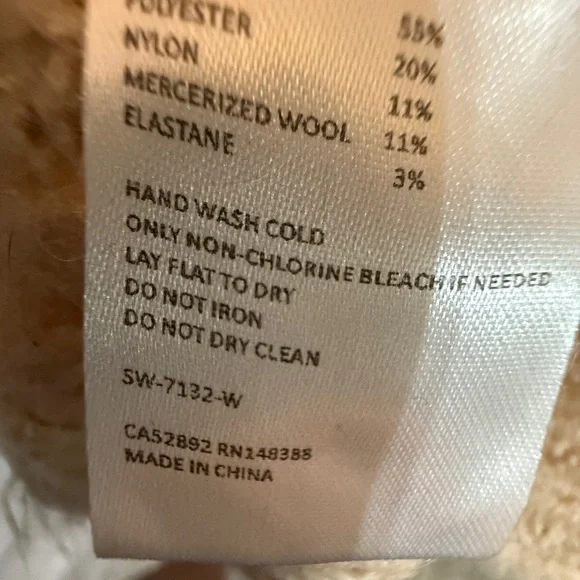 55%
POLYESTER 20%
NYLON 11%
MERCERIZED WOOL 11%
ELASTANE 3%
HAND WASH COLD
ONLY NON-CHLORINE BLEACH IF NEEDED
LAY FLAT TO DRY
DO NOT IRON
DO NOT DRY CLEAN
SW-7132-W
CA52892 RN148388
MADE IN CHINA